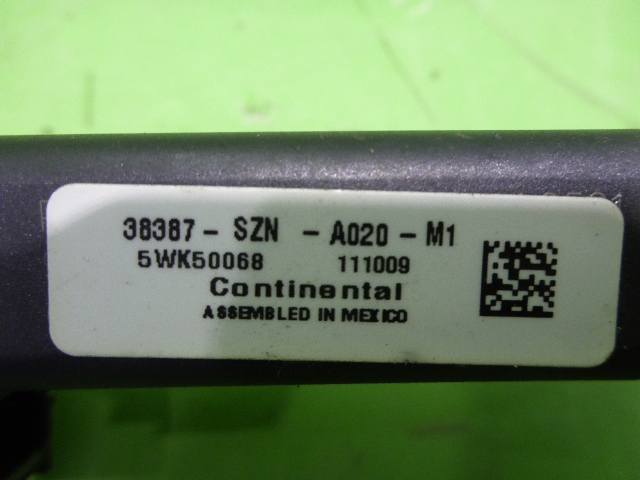 38387- SZN - A020 - M1
5WK50068 111009
Continental
ASSEMBLED IN MEXICO